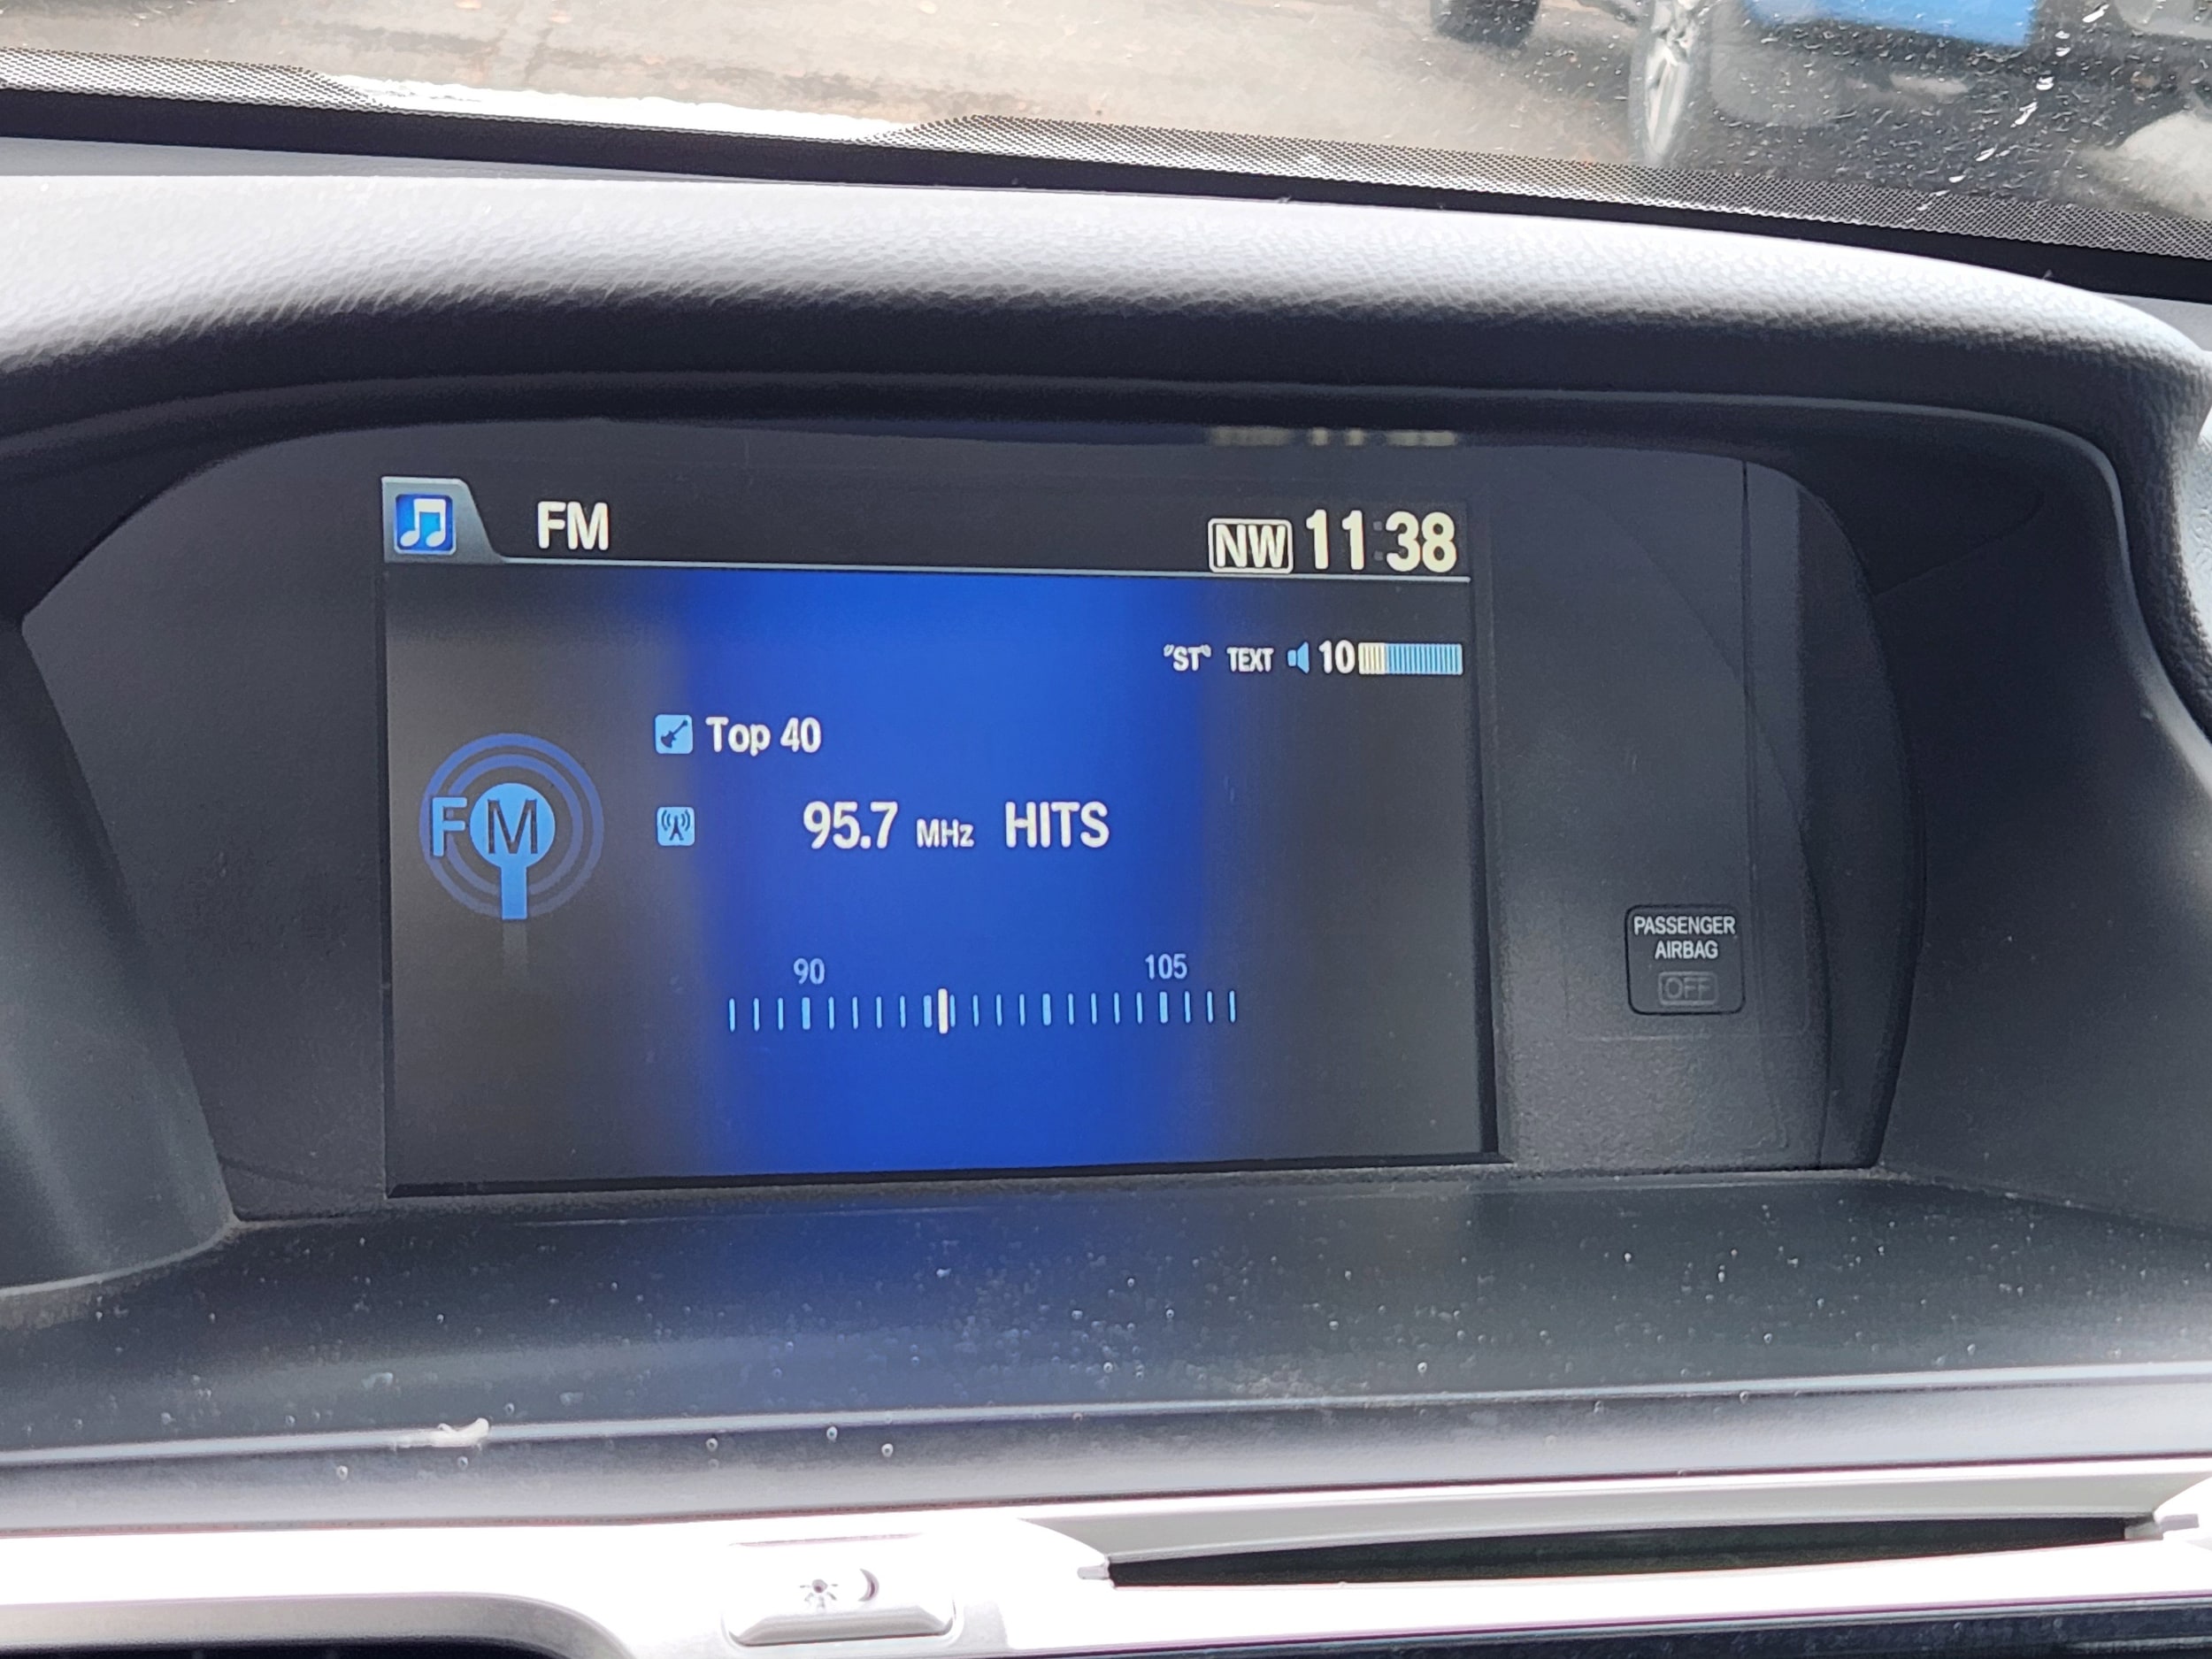 FM NW 11:38
"ST" TEXT 10
Top 40
FM 95.7 MHz HITS
90 105
PASSENGER
AIRBAG
OFF